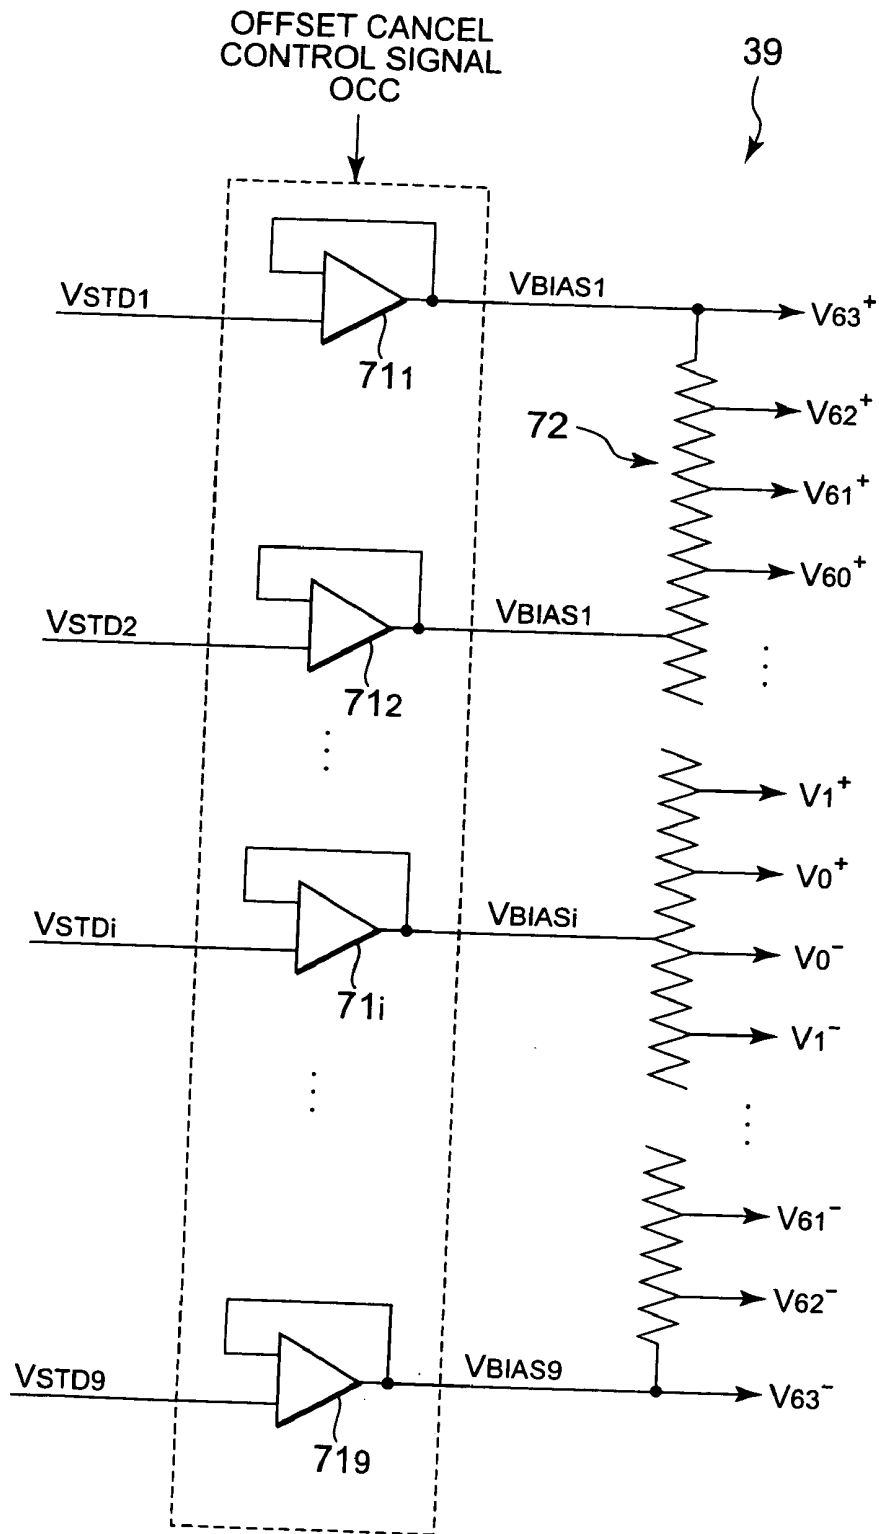 OFFSET CANCEL
CONTROL SIGNAL
OCC
39
VSTD1
VBIAS1
V63+
711
V62+
72
V61+
V60+
VSTD2
VBIAS1
712
V1+
V0+
VSTDi
VBIASi
V0-
71i
V1-
V61-
V62-
VSTD9
VBIAS9
V63-
719